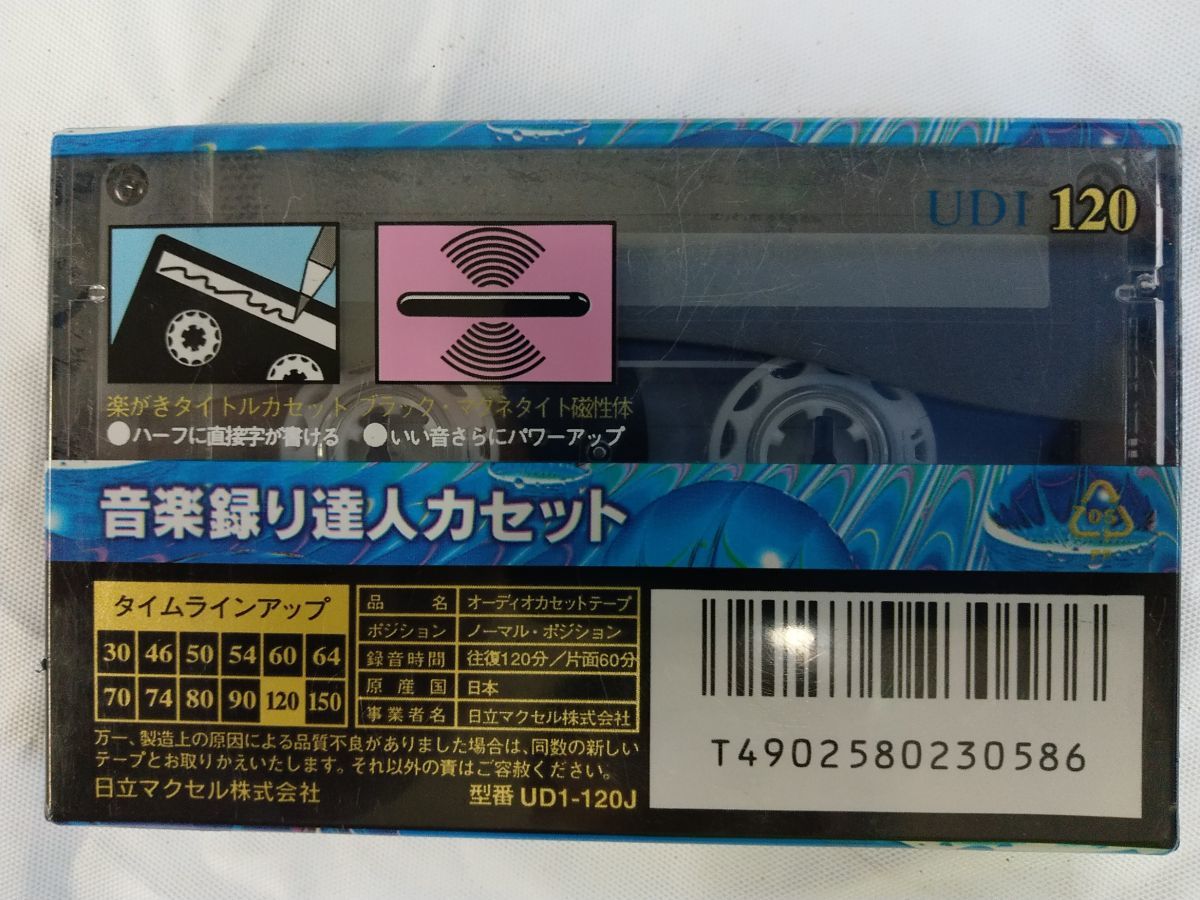 UDI 120
楽がきタイトルカセット ブラック・マグネタイト磁性体
●ハーフに直接字が書ける ●いい音さらにパワーアップ
音楽録り達人カセット
タイムラインアップ
30 46 50 54 60 64
70 74 80 90 120 150
品名 オーディオカセットテープ
ポジション ノーマル・ポジション
録音時間 往復120分/片面60分
原産国 日本
事業者名 日立マクセル株式会社
万一、製造上の原因による品質不良がありました場合は、同数の新しい
テープとお取りかえいたします。それ以外の責はご容赦ください。
日立マクセル株式会社 型番 UD1-120J
T4902580230586